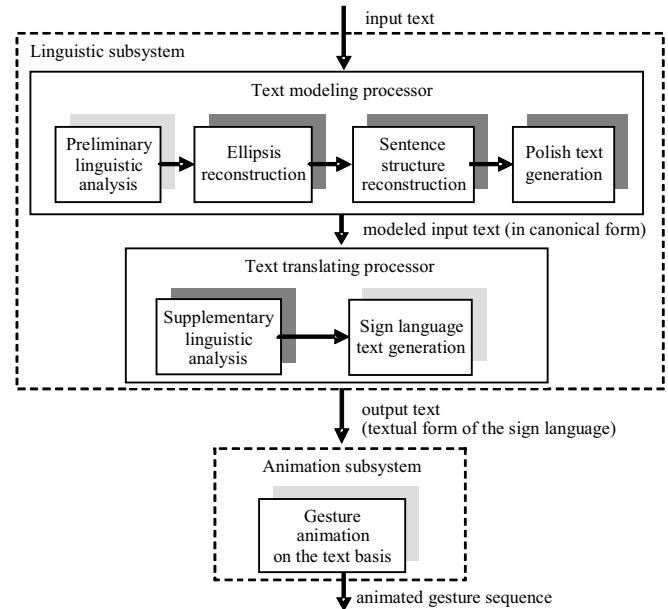 input text
Linguistic subsystem
Text modeling processor
Preliminary
linguistic
analysis
Ellipsis
reconstruction
Sentence
structure
reconstruction
Polish text
generation
modeled input text (in canonical form)
Text translating processor
Supplementary
linguistic
analysis
Sign language
text generation
output text
(textual form of the sign language)
Animation subsystem
Gesture
animation
on the text basis
animated gesture sequence